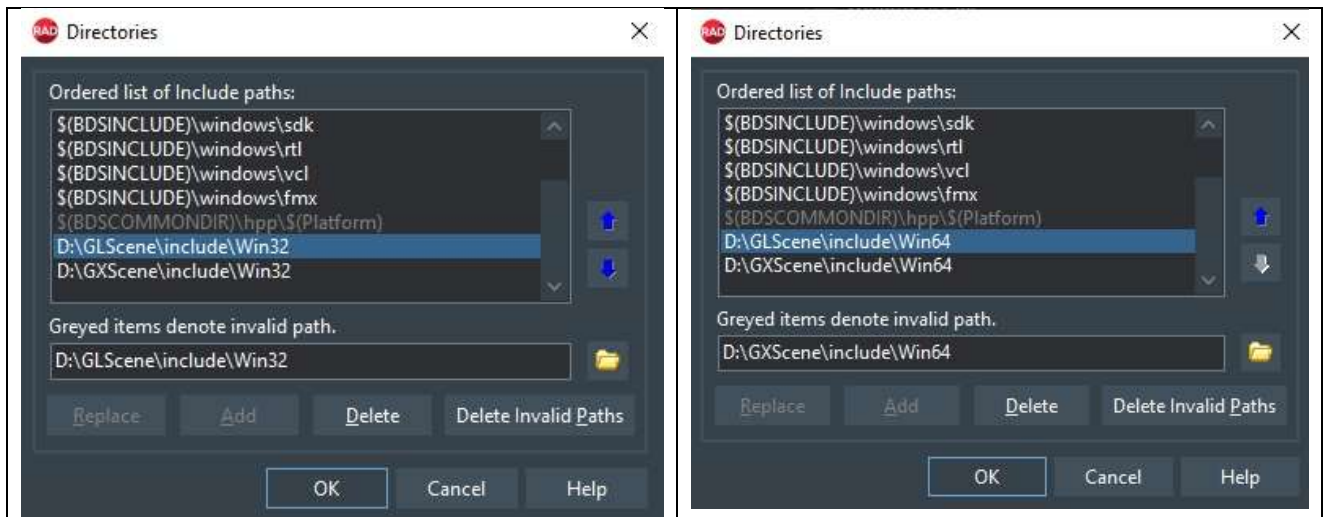 RAD Directories
Ordered list of Include paths:
$(BDSINCLUDE)\windows\sdk
$(BDSINCLUDE)\windows\rtl
$(BDSINCLUDE)\windows\vcl
$(BDSINCLUDE)\windows\fmx
$(BDSCOMMONDIR)\hpp\$(Platform)
D:\GLScene\include\Win32
D:\GXScene\include\Win32
Greyed items denote invalid path.
D:\GLScene\include\Win32
Replace Add Delete Delete Invalid Paths
OK Cancel Help
RAD Directories
Ordered list of Include paths:
$(BDSINCLUDE)\windows\sdk
$(BDSINCLUDE)\windows\rtl
$(BDSINCLUDE)\windows\vcl
$(BDSINCLUDE)\windows\fmx
$(BDSCOMMONDIR)\hpp\$(Platform)
D:\GLScene\include\Win64
D:\GXScene\include\Win64
Greyed items denote invalid path.
D:\GXScene\include\Win64
Replace Add Delete Delete Invalid Paths
OK Cancel Help